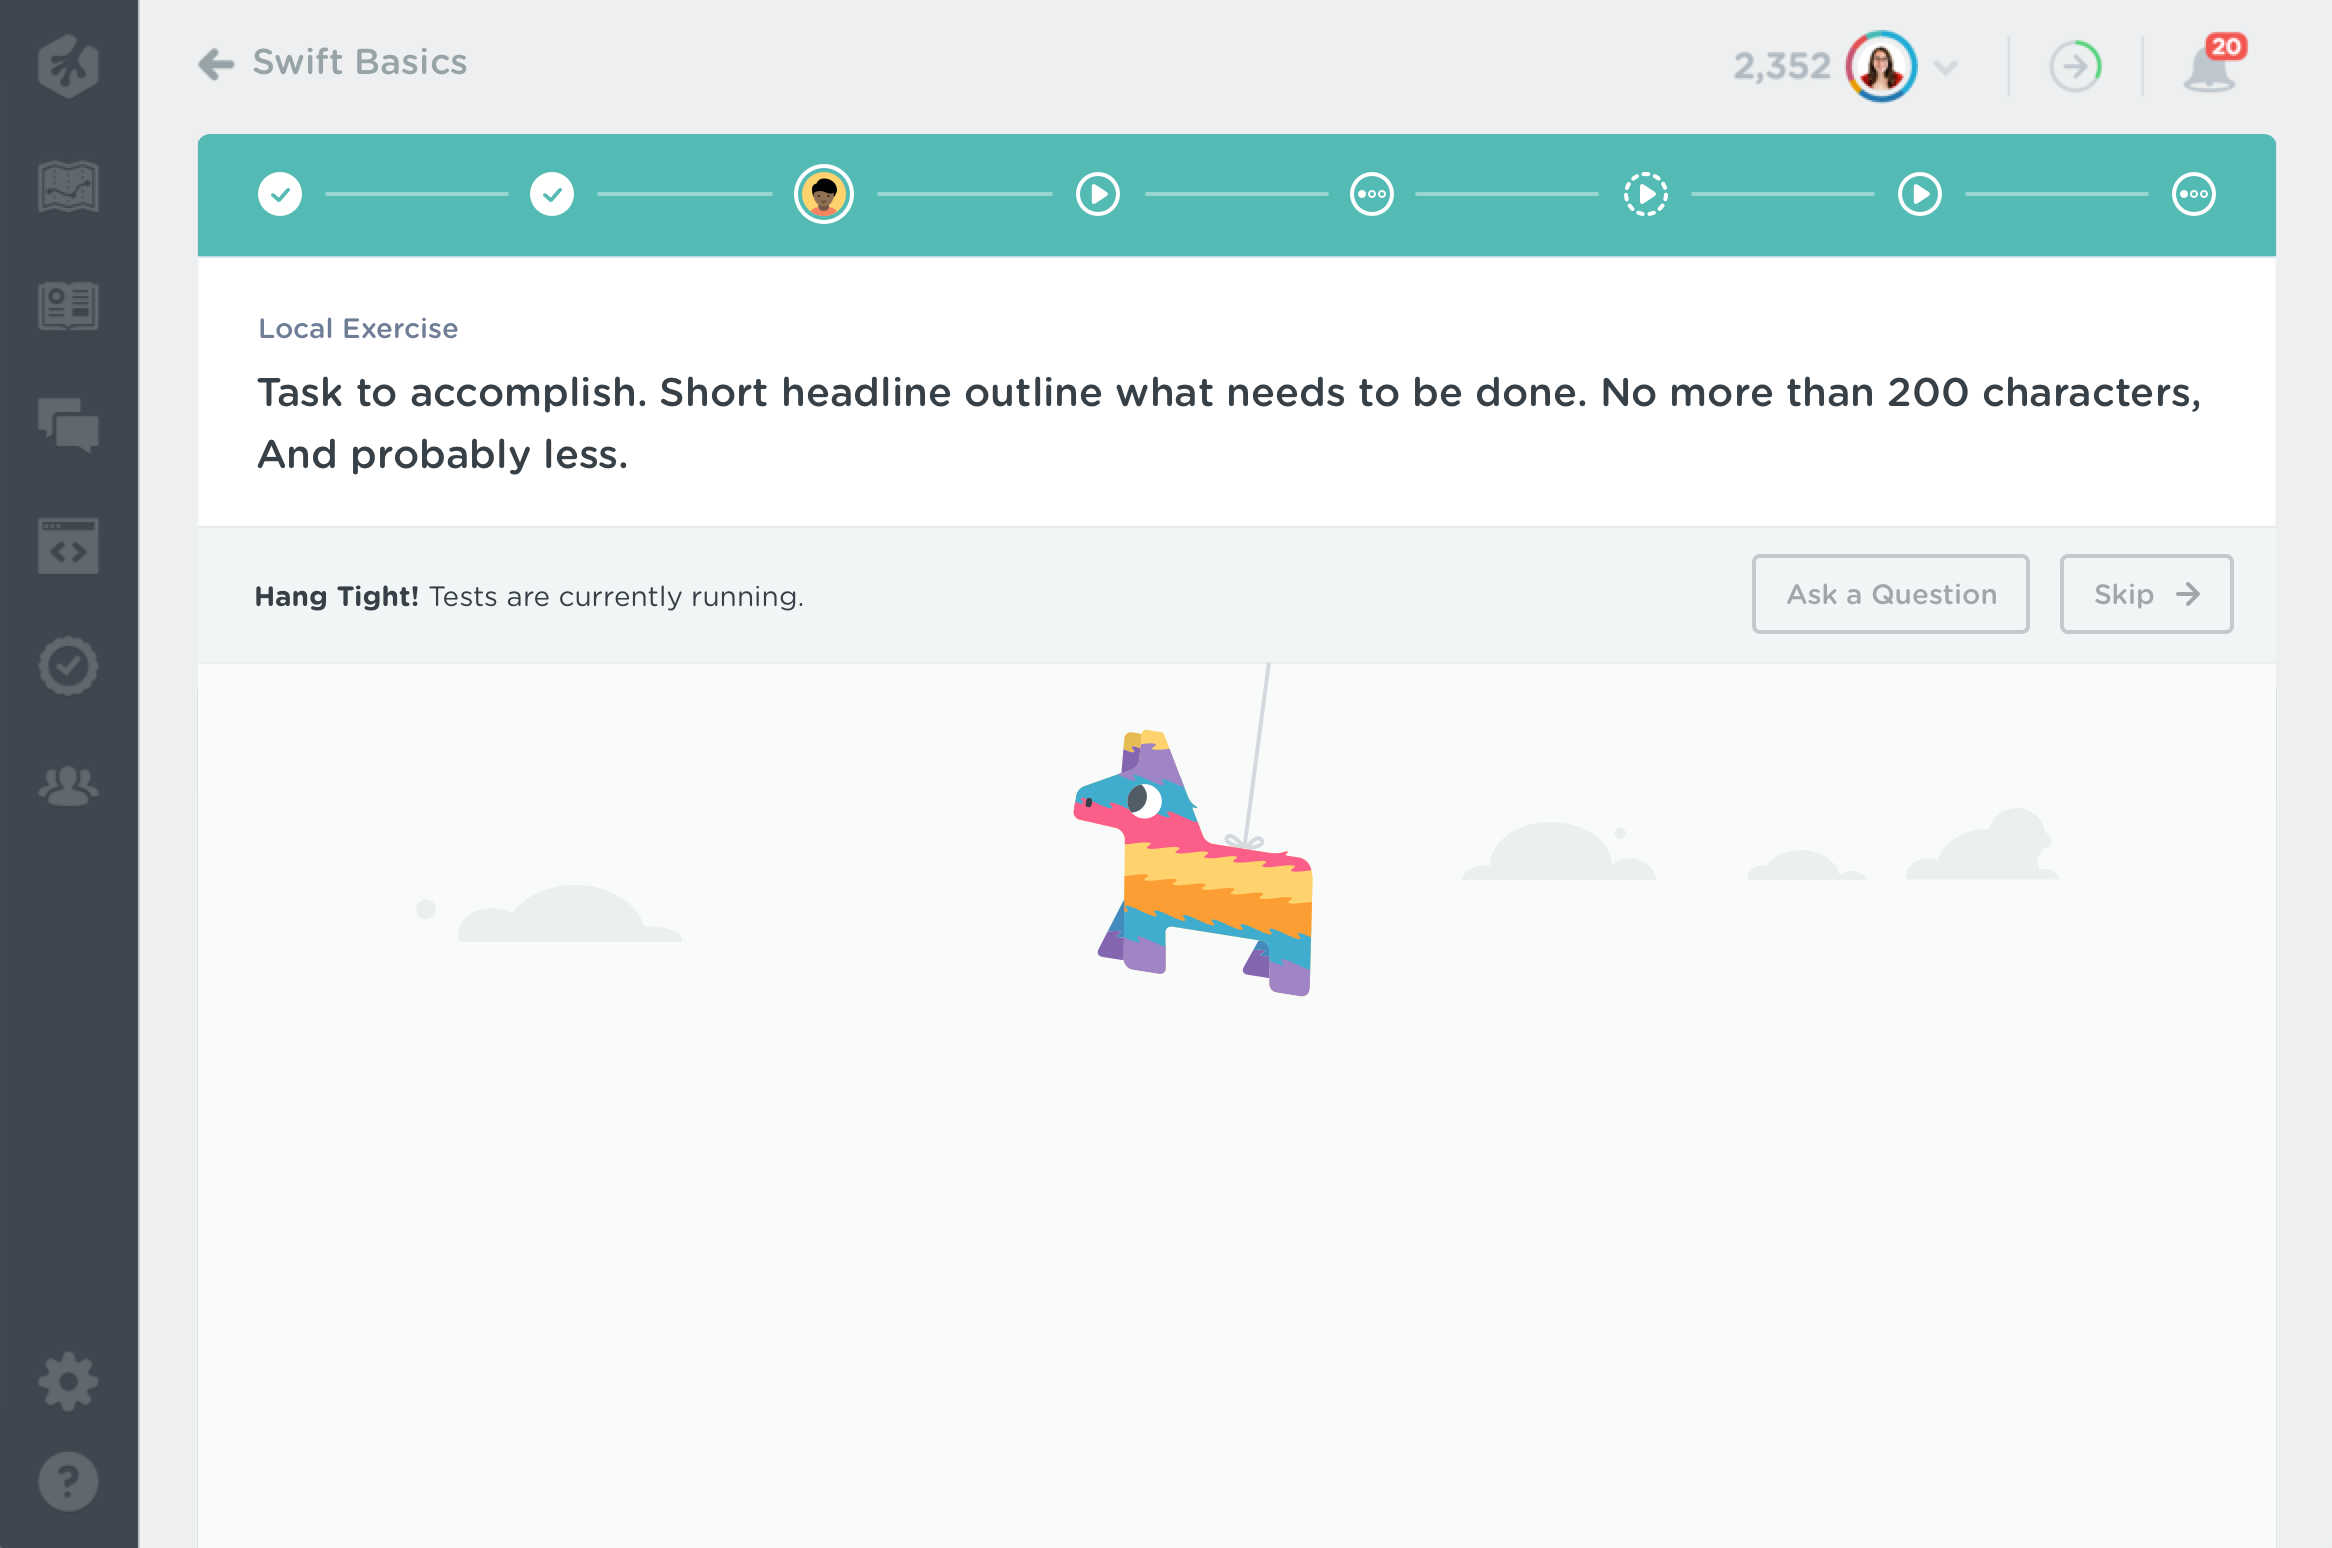 Swift Basics
2,352
20
Local Exercise
Task to accomplish. Short headline outline what needs to be done. No more than 200 characters,
And probably less.
Hang Tight! Tests are currently running.
Ask a Question
Skip
?